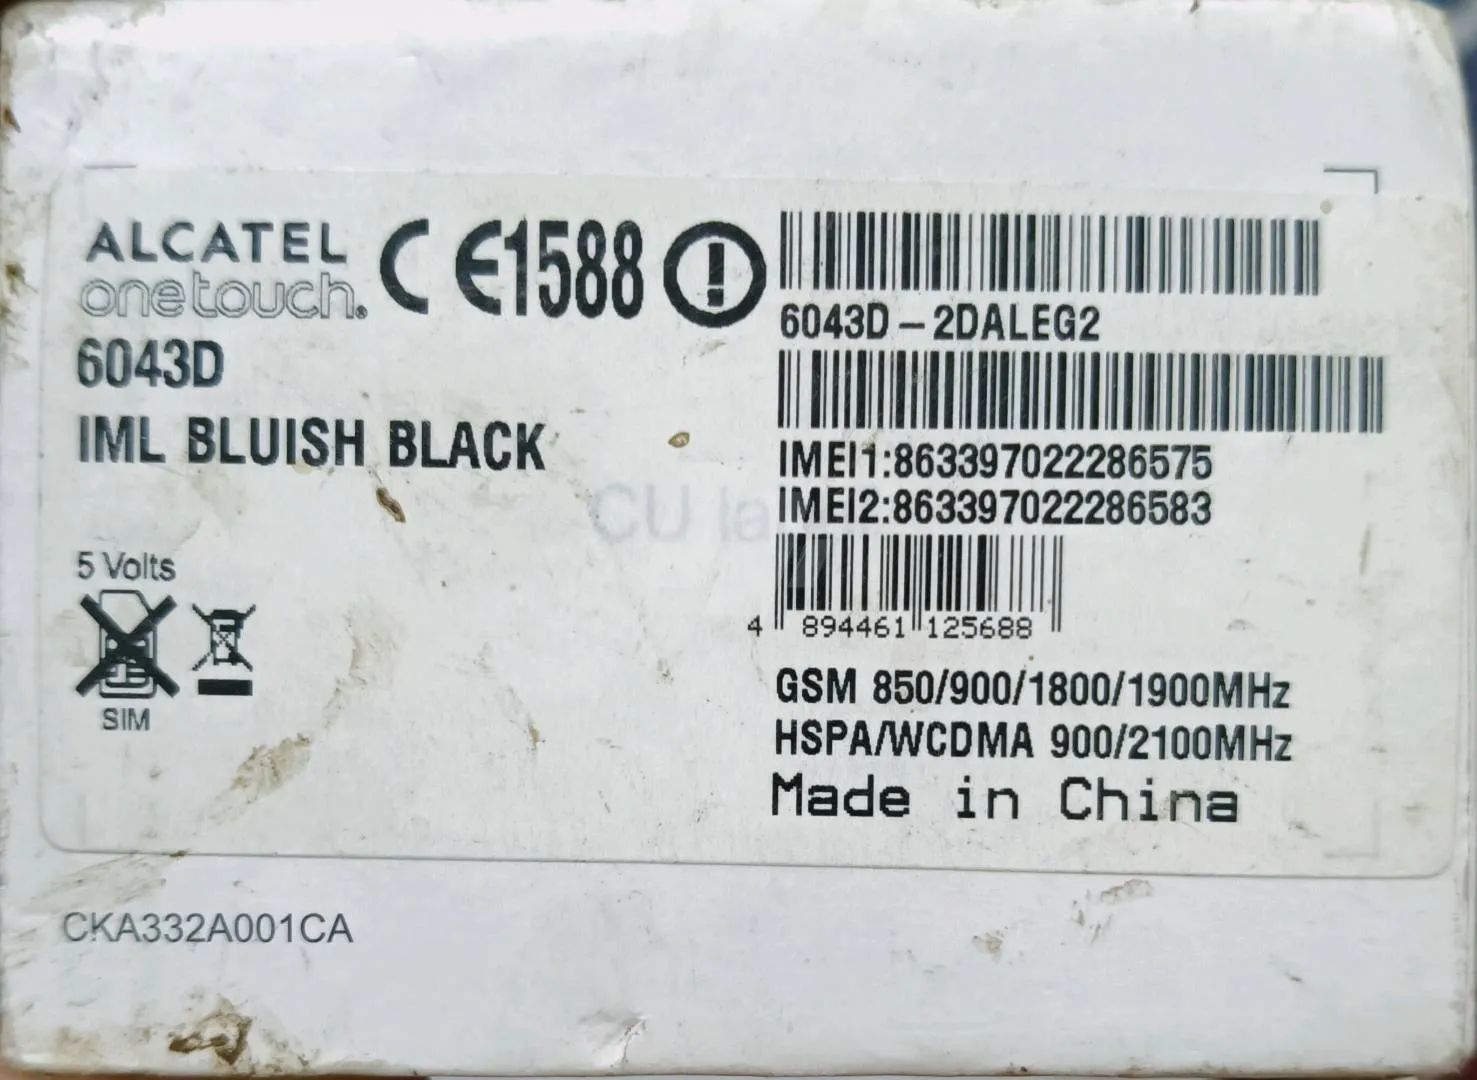 ALCATEL
onetouch.
CE1588
6043D
IML BLUISH BLACK
5 Volts
SIM
6043D-2DALEG2
IMEI1:863397022286575
IMEI2:863397022286583
4 894461 125688
GSM 850/900/1800/1900MHz
HSPA/WCDMA 900/2100MHz
Made in China
CKA332A001CA